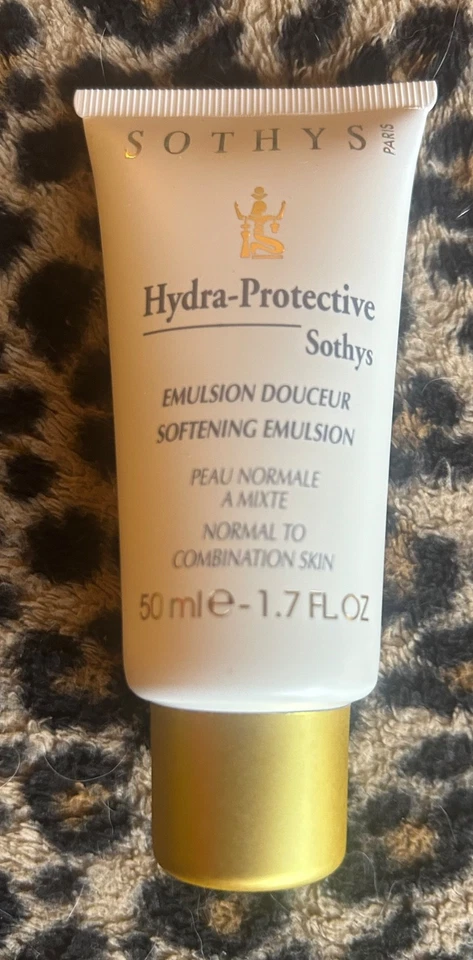 SOTHYS PARIS
Hydra-Protective
Sothys
EMULSION DOUCEUR
SOFTENING EMULSION
PEAU NORMALE
A MIXTE
NORMAL TO
COMBINATION SKIN
50 ml e - 1.7 FL.OZ